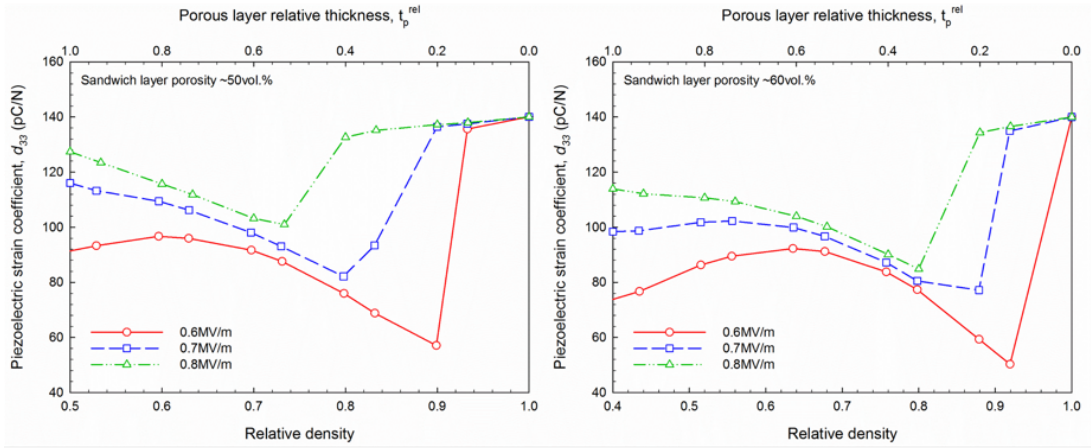 Porous layer relative thickness, t_p^rel
1.0 0.8 0.6 0.4 0.2 0.0
Sandwich layer porosity ~50vol.%
Piezoelectric strain coefficient, d33 (pC/N)
160
140
120
100
80
60
40
0.6MV/m
0.7MV/m
0.8MV/m
0.5 0.6 0.7 0.8 0.9 1.0
Relative density
Porous layer relative thickness, t_p^rel
1.0 0.8 0.6 0.4 0.2 0.0
Sandwich layer porosity ~60vol.%
Piezoelectric strain coefficient, d33 (pC/N)
160
140
120
100
80
60
40
0.6MV/m
0.7MV/m
0.8MV/m
0.4 0.5 0.6 0.7 0.8 0.9 1.0
Relative density